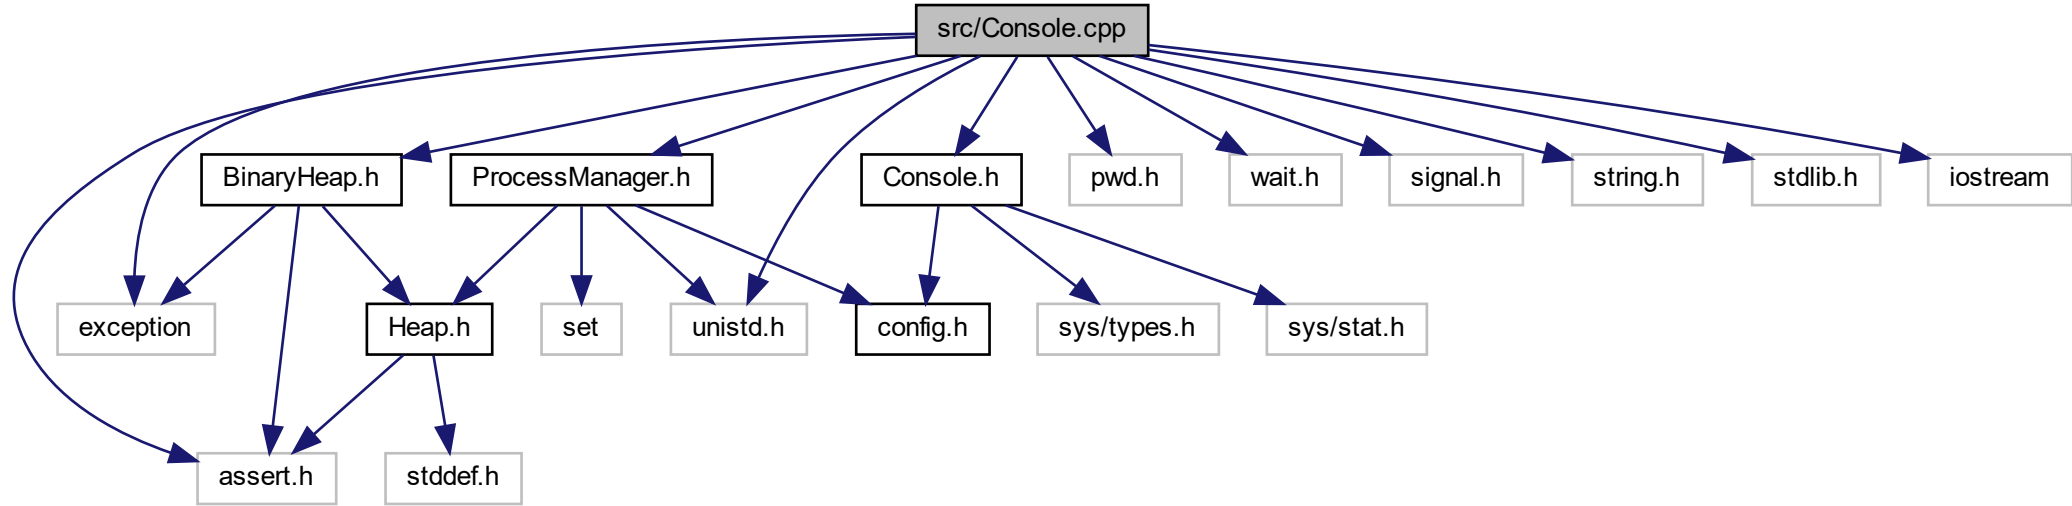 src/Console.cpp
BinaryHeap.h
ProcessManager.h
Console.h
pwd.h
wait.h
signal.h
string.h
stdlib.h
iostream
exception
Heap.h
set
unistd.h
config.h
sys/types.h
sys/stat.h
assert.h
stddef.h